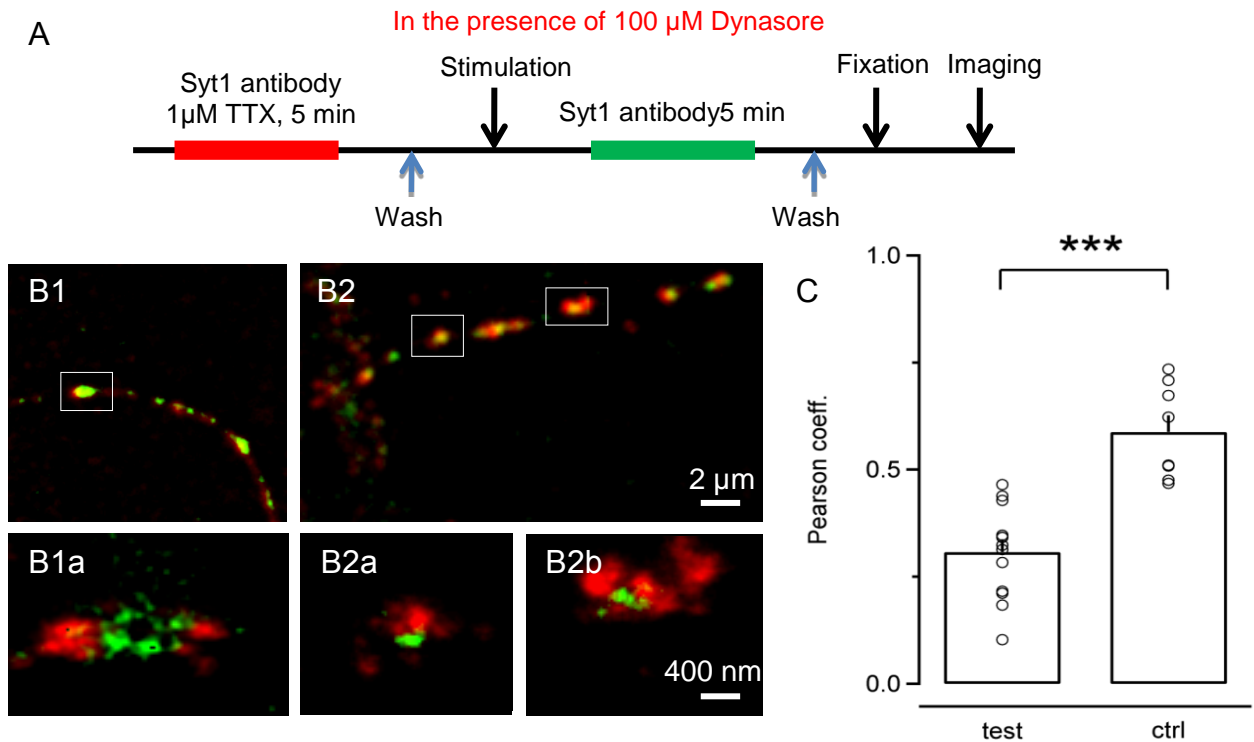 A
In the presence of 100 µM Dynasore
Stimulation
Fixation Imaging
Syt1 antibody
1µM TTX, 5 min
Syt1 antibody5 min
Wash
Wash
B1
B2
2 µm
B1a
B2a
B2b
400 nm
C
***
1.0
0.5
0.0
Pearson coeff.
test
ctrl